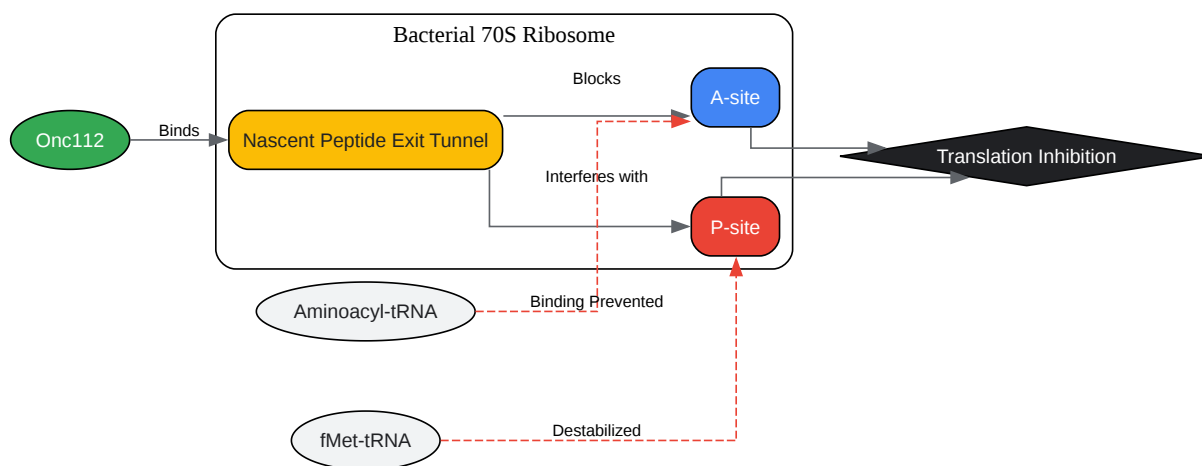 Bacterial 70S Ribosome
Blocks
A-site
Onc112
Binds
Nascent Peptide Exit Tunnel
Translation Inhibition
Interferes with
P-site
Aminoacyl-tRNA
Binding Prevented
fMet-tRNA
Destabilized